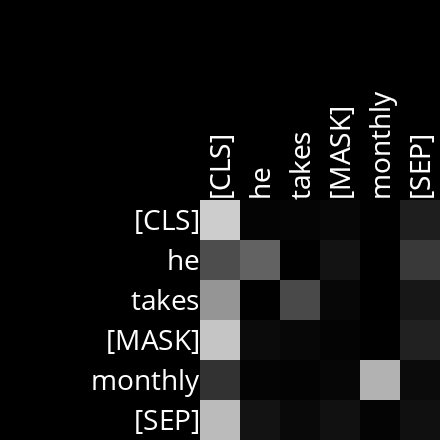 [CLS]
he
takes
[MASK]
monthly
[SEP]
[CLS]
he
takes
[MASK]
monthly
[SEP]